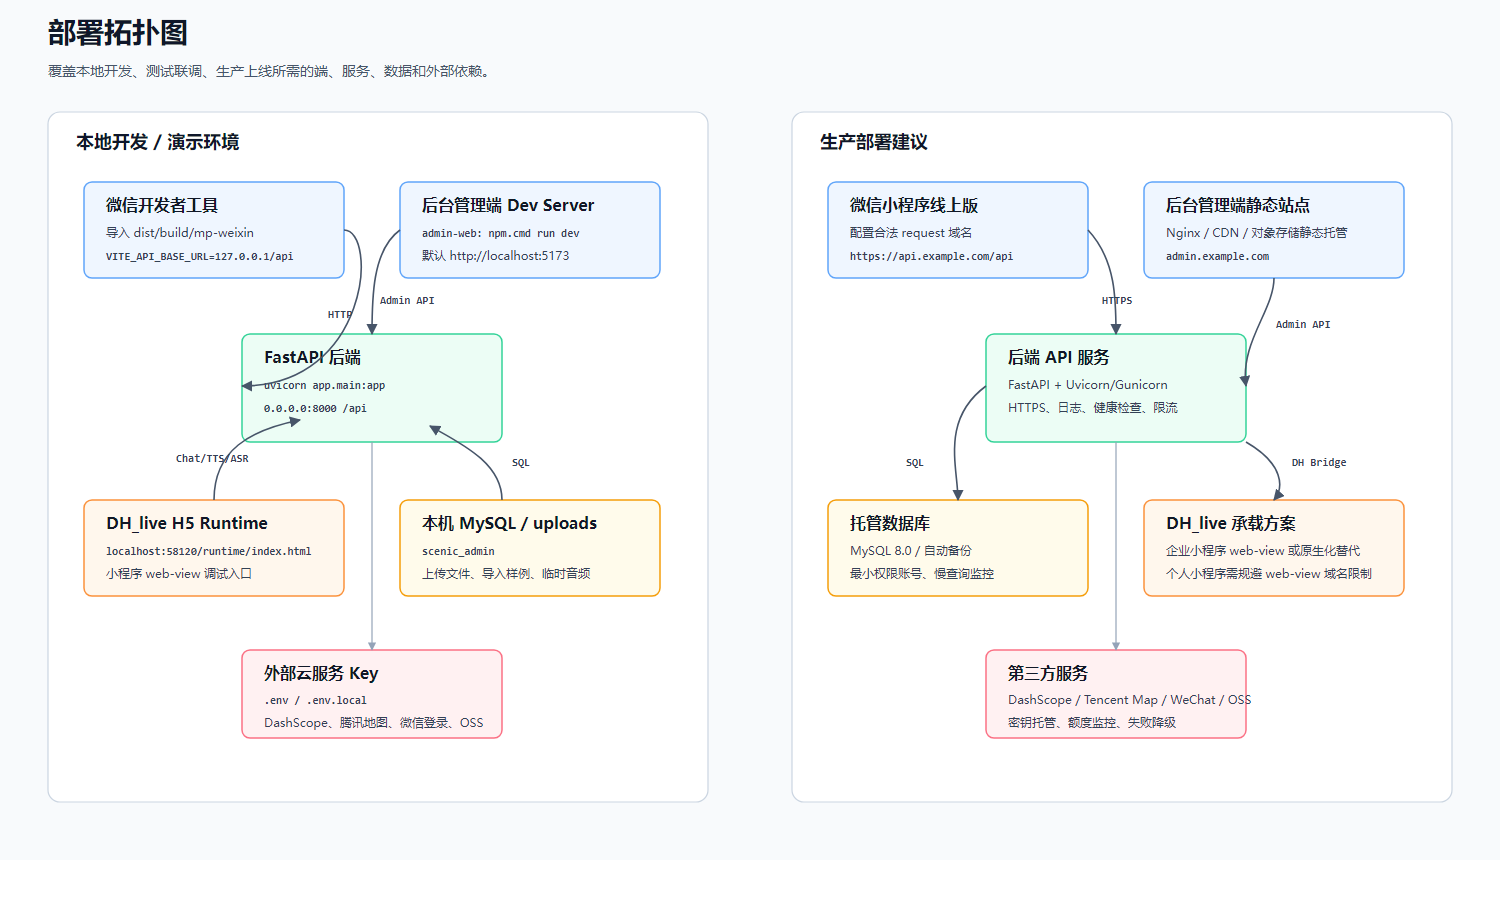 部署拓扑图
覆盖本地开发、测试联调、生产上线所需的端、服务、数据和外部依赖。
本地开发 / 演示环境
微信开发者工具
导入 dist/build/mp-weixin
VITE_API_BASE_URL=127.0.0.1/api
后台管理端 Dev Server
admin-web: npm.cmd run dev
默认 http://localhost:5173
HTTP
Admin API
FastAPI 后端
uvicorn app.main:app
0.0.0.0:8000 /api
Chat/TTS/ASR
SQL
DH_live H5 Runtime
localhost:58120/runtime/index.html
小程序 web-view 调试入口
本机 MySQL / uploads
scenic_admin
上传文件、导入样例、临时音频
外部云服务 Key
.env / .env.local
DashScope、腾讯地图、微信登录、OSS
生产部署建议
微信小程序线上版
配置合法 request 域名
https://api.example.com/api
后台管理端静态站点
Nginx / CDN / 对象存储静态托管
admin.example.com
HTTPS
Admin API
后端 API 服务
FastAPI + Uvicorn/Gunicorn
HTTPS、日志、健康检查、限流
SQL
DH Bridge
托管数据库
MySQL 8.0 / 自动备份
最小权限账号、慢查询监控
DH_live 承载方案
企业小程序 web-view 或原生化替代
个人小程序需规避 web-view 域名限制
第三方服务
DashScope / Tencent Map / WeChat / OSS
密钥托管、额度监控、失败降级